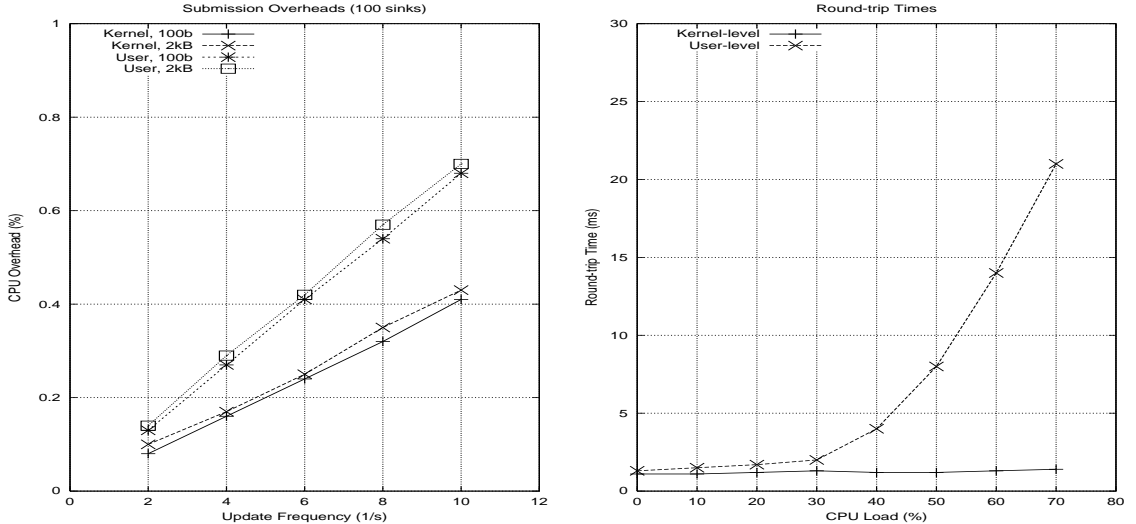 Submission Overheads (100 sinks)
1
0.8
0.6
0.4
0.2
0
CPU Overhead (%)
Kernel, 100b
Kernel, 2kB
User, 100b
User, 2kB
0 2 4 6 8 10 12
Update Frequency (1/s)
Round-trip Times
30
25
20
15
10
5
0
Round-trip Time (ms)
Kernel-level
User-level
0 10 20 30 40 50 60 70 80
CPU Load (%)